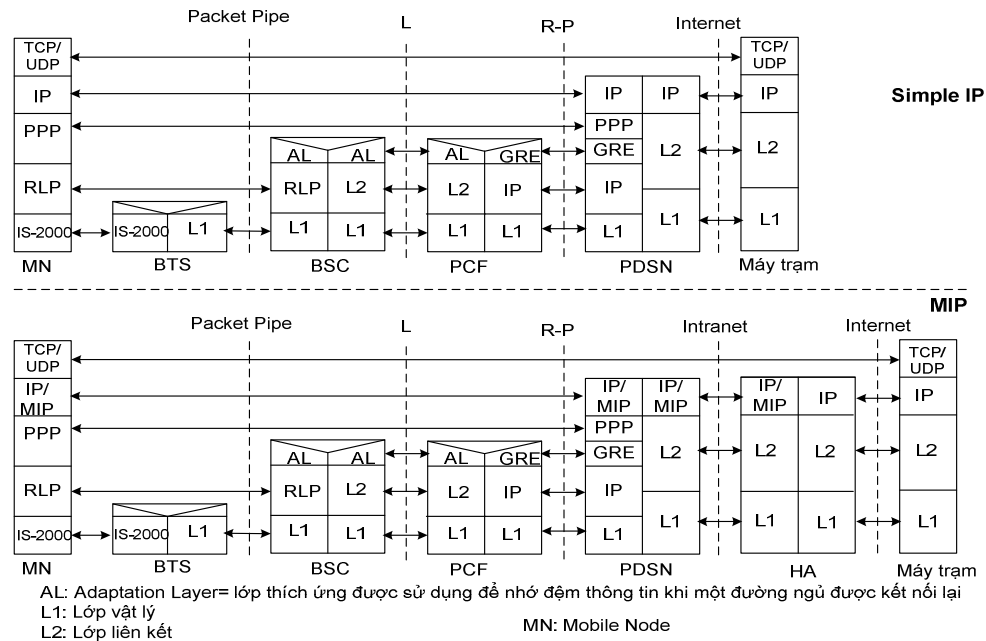 Packet Pipe L R-P Internet
TCP/
UDP
TCP/
UDP
IP IP IP IP
Simple IP
PPP PPP
AL AL AL GRE GRE L2 L2
RLP RLP L2 L2 IP IP
IS-2000 IS-2000 L1 L1 L1 L1 L1 L1 L1 L1
MN BTS BSC PCF PDSN Máy trạm
MIP
Packet Pipe L R-P Intranet Internet
TCP/
UDP
TCP/
UDP
IP/
MIP
IP/
MIP
IP/
MIP
IP/
MIP
IP IP
PPP PPP
AL AL AL GRE GRE L2 L2 L2 L2
RLP RLP L2 L2 IP IP
IS-2000 IS-2000 L1 L1 L1 L1 L1 L1 L1 L1 L1 L1
MN BTS BSC PCF PDSN HA Máy trạm
AL: Adaptation Layer= lớp thích ứng được sử dụng để nhớ đệm thông tin khi một đường ngủ được kết nối lại
L1: Lớp vật lý
L2: Lớp liên kết
MN: Mobile Node